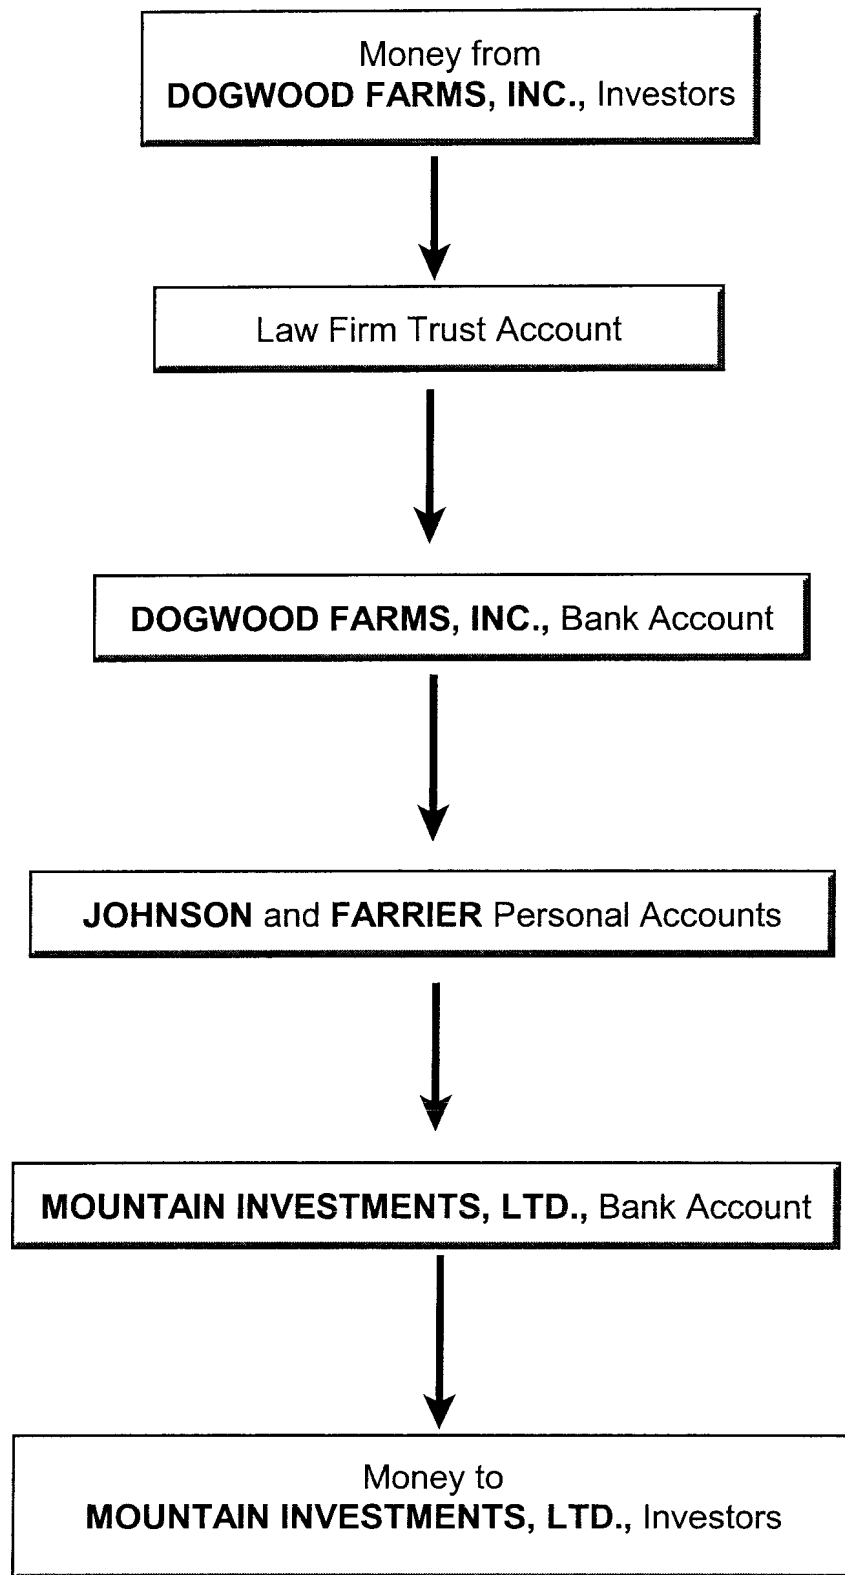 Money from
DOGWOOD FARMS, INC., Investors
Law Firm Trust Account
DOGWOOD FARMS, INC., Bank Account
JOHNSON and FARRIER Personal Accounts
MOUNTAIN INVESTMENTS, LTD., Bank Account
Money to
MOUNTAIN INVESTMENTS, LTD., Investors